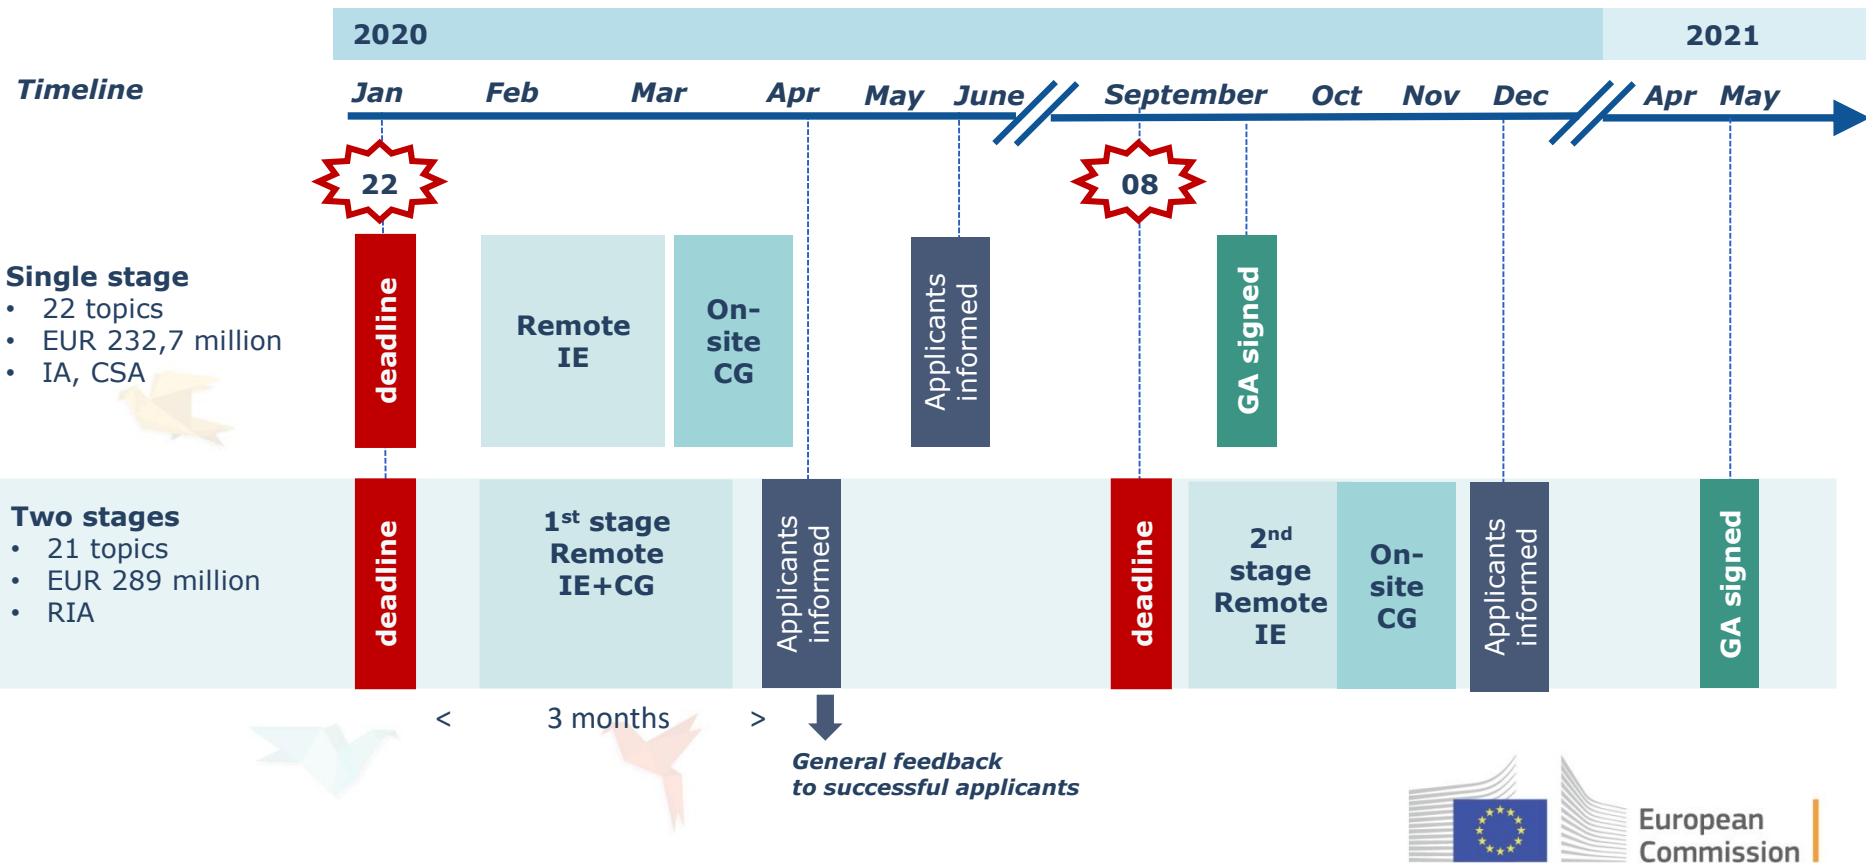 2020
2021
Timeline
Jan
Feb
Mar
Apr
May
June
September
Oct
Nov
Dec
Apr
May
22
08
Single stage
• 22 topics
• EUR 232,7 million
• IA, CSA
deadline
Remote
IE
On-
site
CG
Applicants
informed
GA signed
Two stages
• 21 topics
• EUR 289 million
• RIA
deadline
1st stage
Remote
IE+CG
Applicants
informed
deadline
2nd
stage
Remote
IE
On-
site
CG
Applicants
informed
GA signed
< 3 months >
General feedback
to successful applicants
European
Commission